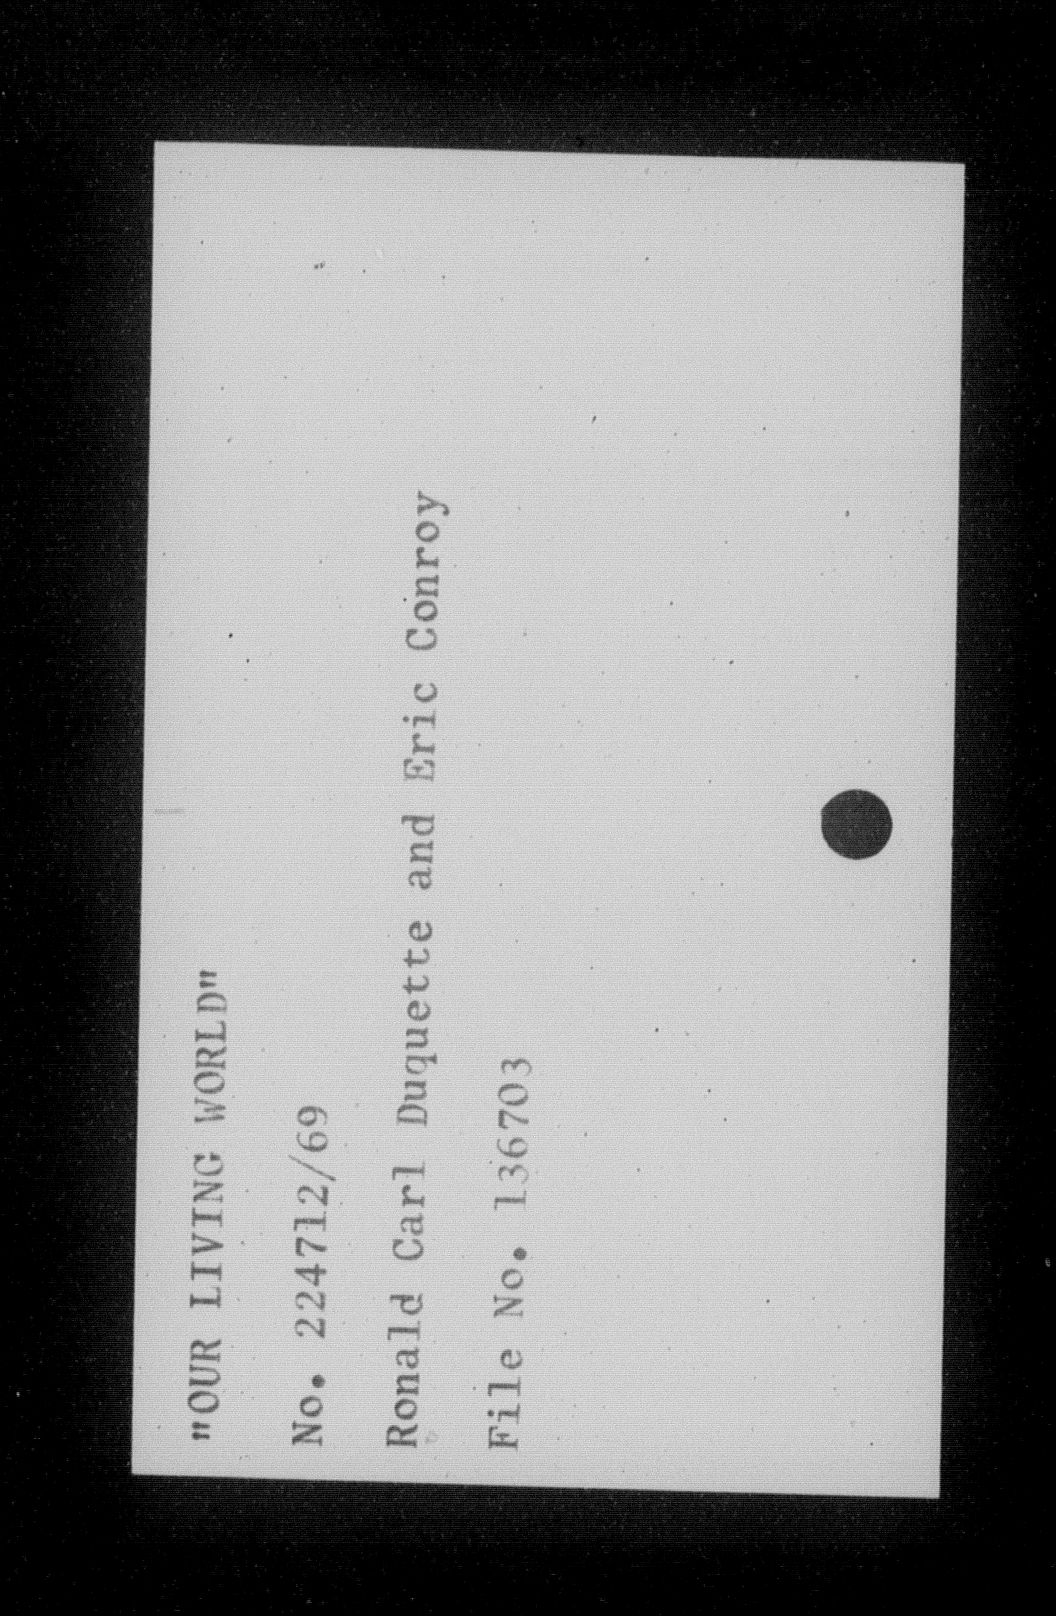 "OUR LIVING WORLD"
No. 224712/69
Ronald Carl Duquette and Eric Conroy
File No. 136703